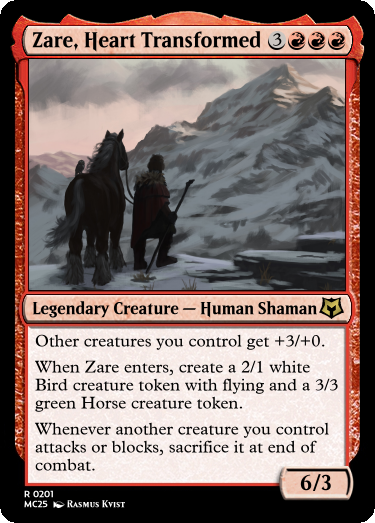 Zare, Heart Transformed 3
Legendary Creature — Human Shaman
Other creatures you control get +3/+0.
When Zare enters, create a 2/1 white
Bird creature token with flying and a 3/3
green Horse creature token.
Whenever another creature you control
attacks or blocks, sacrifice it at end of
combat.
6/3
R 0201
MC25 Rasmus Kvist